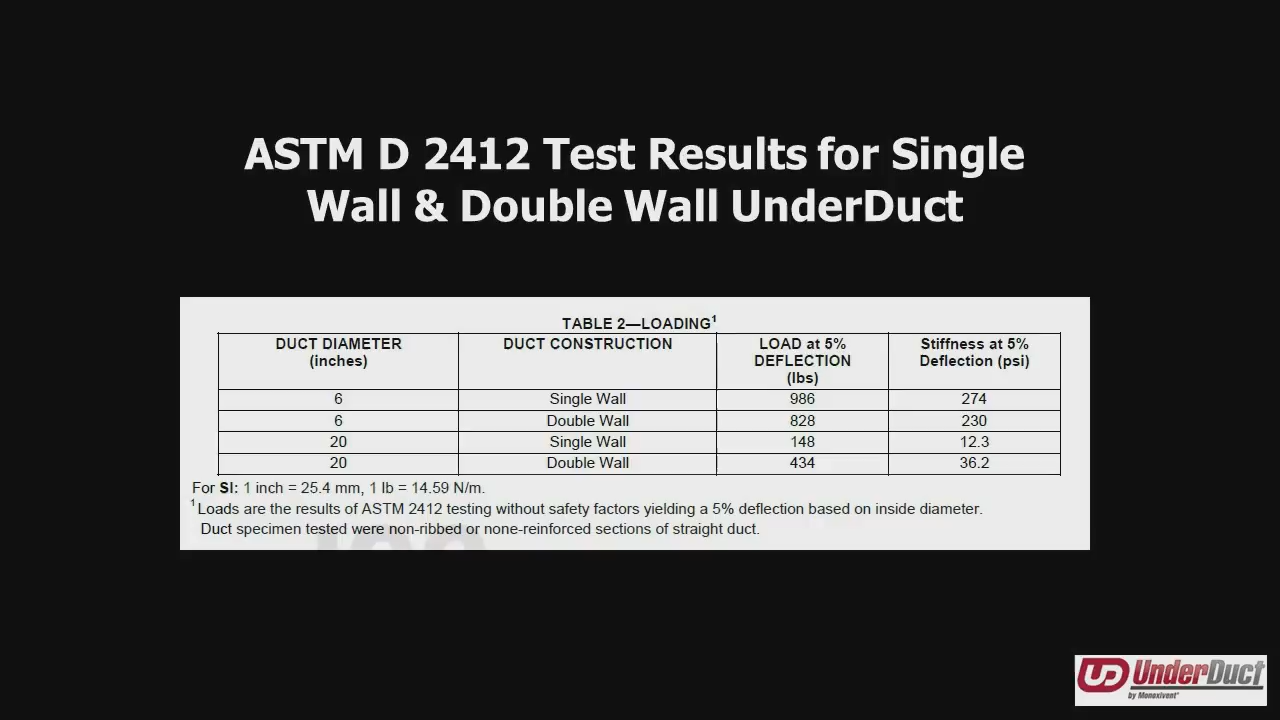 ASTM D 2412 Test Results for Single
Wall & Double Wall UnderDuct
TABLE 2—LOADING¹
DUCT DIAMETER (inches) DUCT CONSTRUCTION LOAD at 5% DEFLECTION (lbs) Stiffness at 5% Deflection (psi)
6 Single Wall 986 274
6 Double Wall 828 230
20 Single Wall 148 12.3
20 Double Wall 434 36.2
For SI: 1 inch = 25.4 mm, 1 lb = 14.59 N/m.
¹Loads are the results of ASTM 2412 testing without safety factors yielding a 5% deflection based on inside diameter.
Duct specimen tested were non-ribbed or none-reinforced sections of straight duct.
UD UnderDuct
by Monoxivent